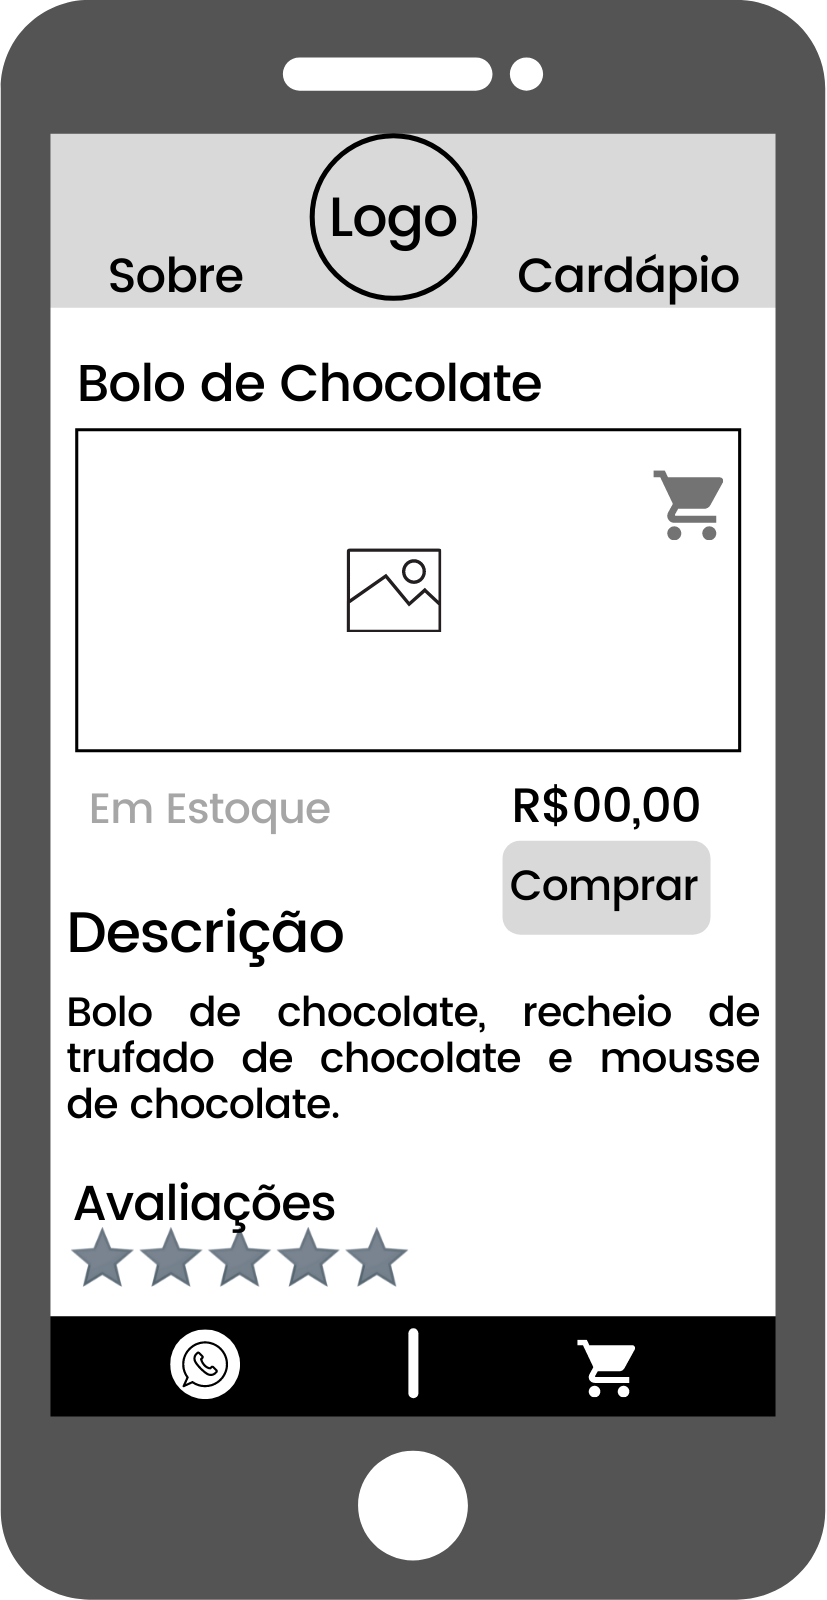 Logo
Sobre
Cardápio
Bolo de Chocolate
Em Estoque
R$00,00
Comprar
Descrição
Bolo de chocolate, recheio de
trufado de chocolate e mousse
de chocolate.
Avaliações